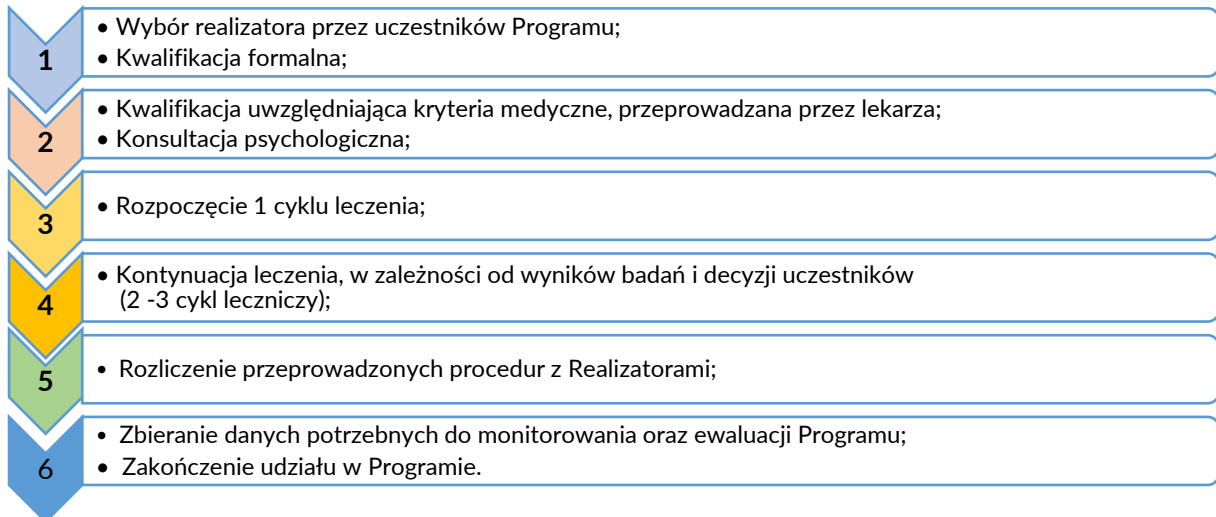 1
• Wybór realizatora przez uczestników Programu;
• Kwalifikacja formalna;
2
• Kwalifikacja uwzględniająca kryteria medyczne, przeprowadzana przez lekarza;
• Konsultacja psychologiczna;
3
• Rozpoczęcie 1 cyklu leczenia;
4
• Kontynuacja leczenia, w zależności od wyników badań i decyzji uczestników
(2 -3 cykl leczniczy);
5
• Rozliczenie przeprowadzonych procedur z Realizatorami;
6
• Zbieranie danych potrzebnych do monitorowania oraz ewaluacji Programu;
• Zakończenie udziału w Programie.